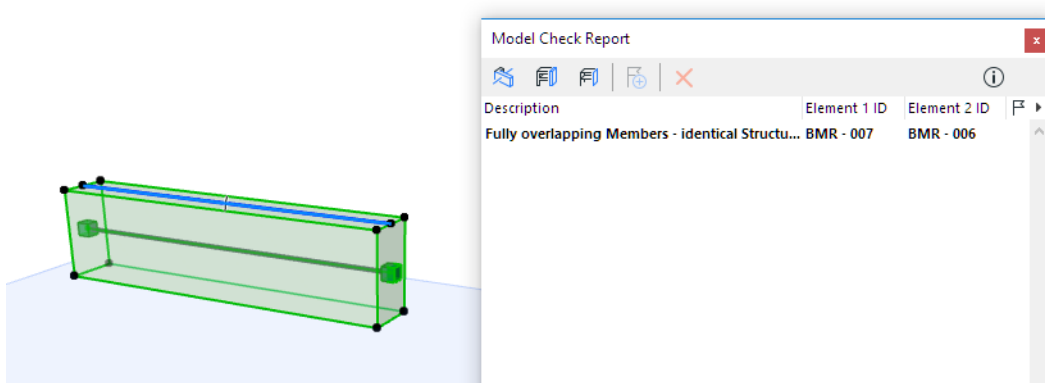 Model Check Report
Description Element 1 ID Element 2 ID
Fully overlapping Members - identical Structu... BMR - 007 BMR - 006